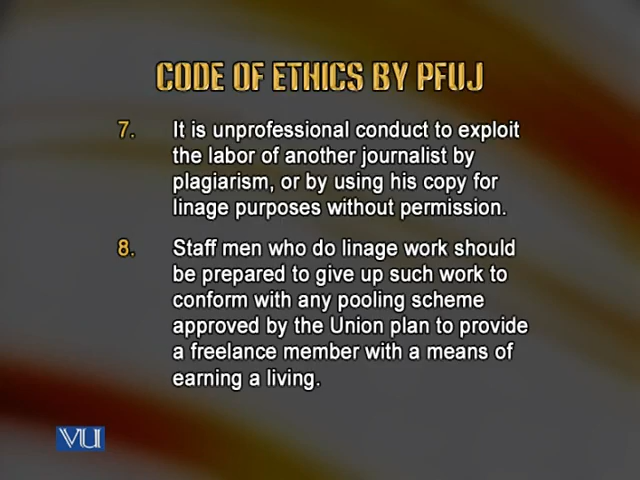 CODE OF ETHICS BY PFUJ
7. It is unprofessional conduct to exploit
the labor of another journalist by
plagiarism, or by using his copy for
linage purposes without permission.
8. Staff men who do linage work should
be prepared to give up such work to
conform with any pooling scheme
approved by the Union plan to provide
a freelance member with a means of
earning a living.
VU